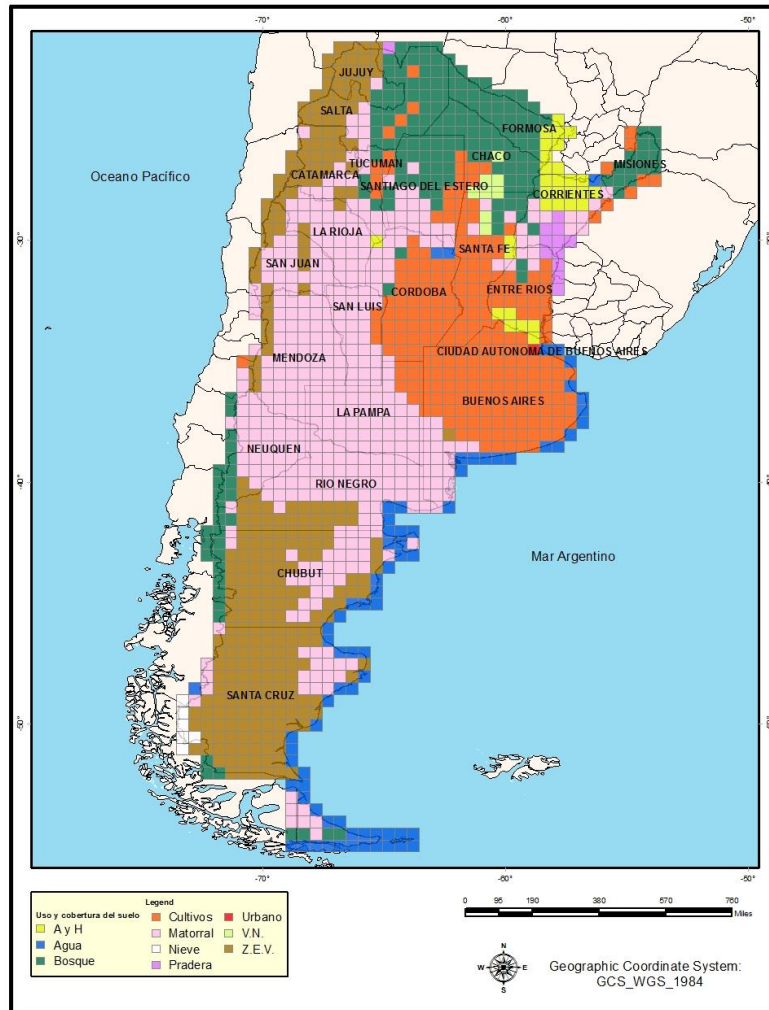 -70°
-60°
-50°
JUJUY
SALTA
FORMOSA
CHACO
TUCUMAN
MISIONES
Oceano Pacífico
CATAMARCA
SANTIAGO DEL ESTERO
CORRIENTES
LA RIOJA
SANTA FE
SAN JUAN
CORDOBA
ENTRE RIOS
SAN LUIS
CIUDAD AUTONOMA DE BUENOS AIRES
MENDOZA
BUENOS AIRES
LA PAMPA
NEUQUEN
RIO NEGRO
Mar Argentino
CHUBUT
SANTA CRUZ
-70°
-60°
-50°
Legend
Uso y cobertura del suelo
A y H
Agua
Bosque
Cultivos
Matorral
Nieve
Pradera
Urbano
V.N.
Z.E.V.
0 95 190 380 570 760
Miles
N
W E
S
Geographic Coordinate System:
GCS_WGS_1984